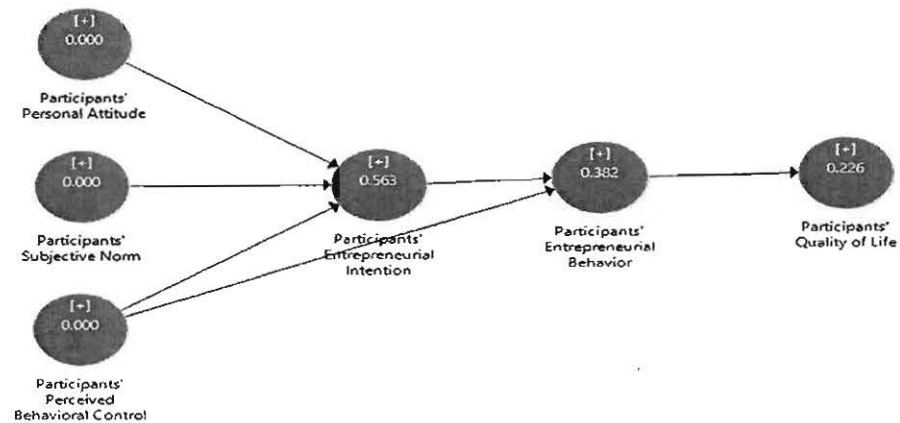 [+]
0.000
Participants'
Personal Attitude
[+]
0.000
Participants'
Subjective Norm
[+]
0.000
Participants'
Perceived
Behavioral Control
[+]
0.563
Participants'
Entrepreneurial
Intention
[+]
0.382
Participants'
Entrepreneurial
Behavior
[+]
0.226
Participants'
Quality of Life